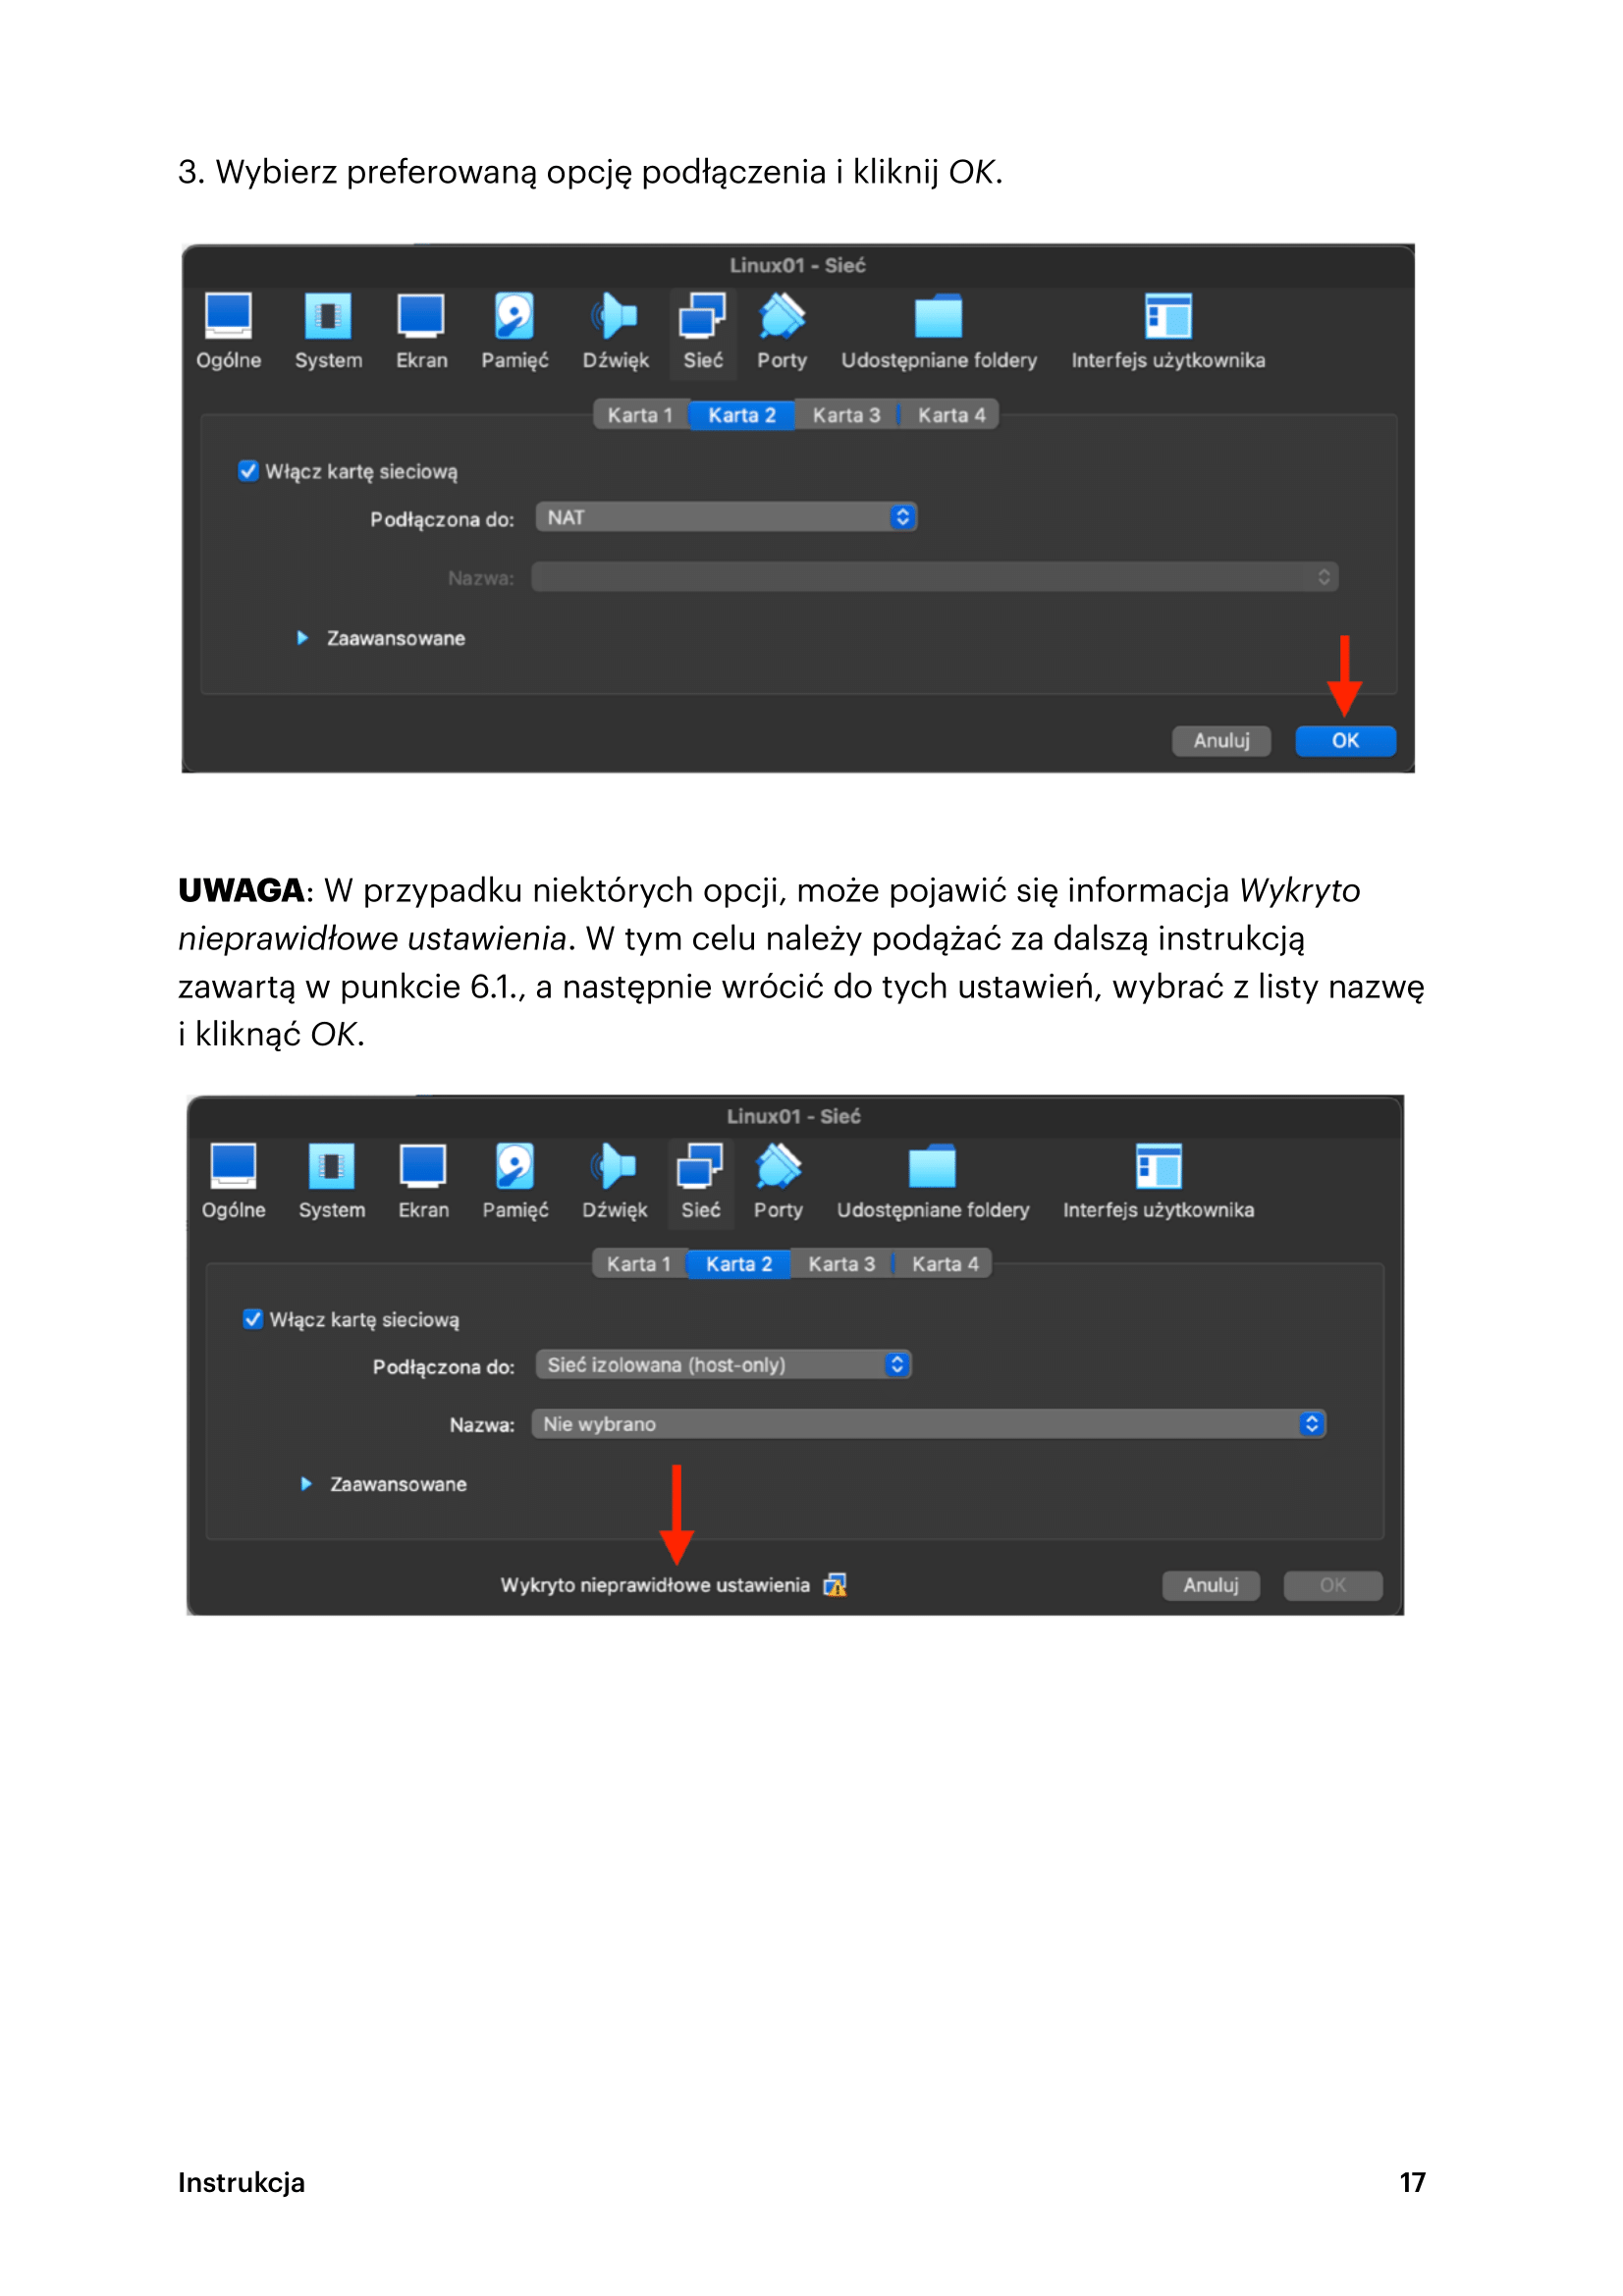 3. Wybierz preferowaną opcję podłączenia i kliknij OK.
Linux01 - Sieć
Ogólne System Ekran Pamięć Dźwięk Sieć Porty Udostępniane foldery Interfejs użytkownika
Karta 1 Karta 2 Karta 3 Karta 4
Włącz kartę sieciową
Podłączona do: NAT
Nazwa:
Zaawansowane
Anuluj OK
UWAGA: W przypadku niektórych opcji, może pojawić się informacja Wykryto
nieprawidłowe ustawienia. W tym celu należy podążać za dalszą instrukcją
zawartą w punkcie 6.1., a następnie wrócić do tych ustawień, wybrać z listy nazwę
i kliknąć OK.
Linux01 - Sieć
Ogólne System Ekran Pamięć Dźwięk Sieć Porty Udostępniane foldery Interfejs użytkownika
Karta 1 Karta 2 Karta 3 Karta 4
Włącz kartę sieciową
Podłączona do: Sieć izolowana (host-only)
Nazwa: Nie wybrano
Zaawansowane
Wykryto nieprawidłowe ustawienia Anuluj OK
Instrukcja 17